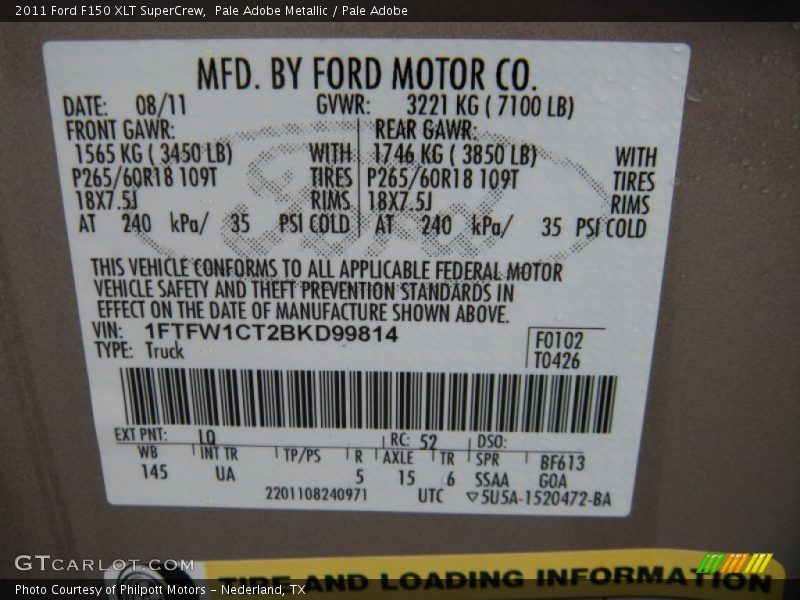 2011 Ford F150 XLT SuperCrew,  Pale Adobe Metallic / Pale Adobe
MFD. BY FORD MOTOR CO.
DATE: 08/11 GVWR: 3221 KG ( 7100 LB)
FRONT GAWR: REAR GAWR:
1565 KG ( 3450 LB) WITH 1746 KG ( 3850 LB) WITH
P265/60R18 109T TIRES P265/60R18 109T TIRES
18X7.5J RIMS 18X7.5J RIMS
AT 240 kPa/ 35 PSI COLD AT 240 kPa/ 35 PSI COLD
Ford
THIS VEHICLE CONFORMS TO ALL APPLICABLE FEDERAL MOTOR
VEHICLE SAFETY AND THEFT PREVENTION STANDARDS IN
EFFECT ON THE DATE OF MANUFACTURE SHOWN ABOVE.
VIN: 1FTFW1CT2BKD99814 F0102
TYPE: Truck T0426
EXT PNT: LQ RC: 52 DSO:
WB INT TR TP/PS R AXLE TR SPR BF613
145 UA 5 15 6 SSAA GOA
2201108240971 UTC ▽5U5A-1520472-BA
GTCARLOT.COM
TIRE AND LOADING INFORMATION
Photo Courtesy of Philpott Motors – Nederland, TX